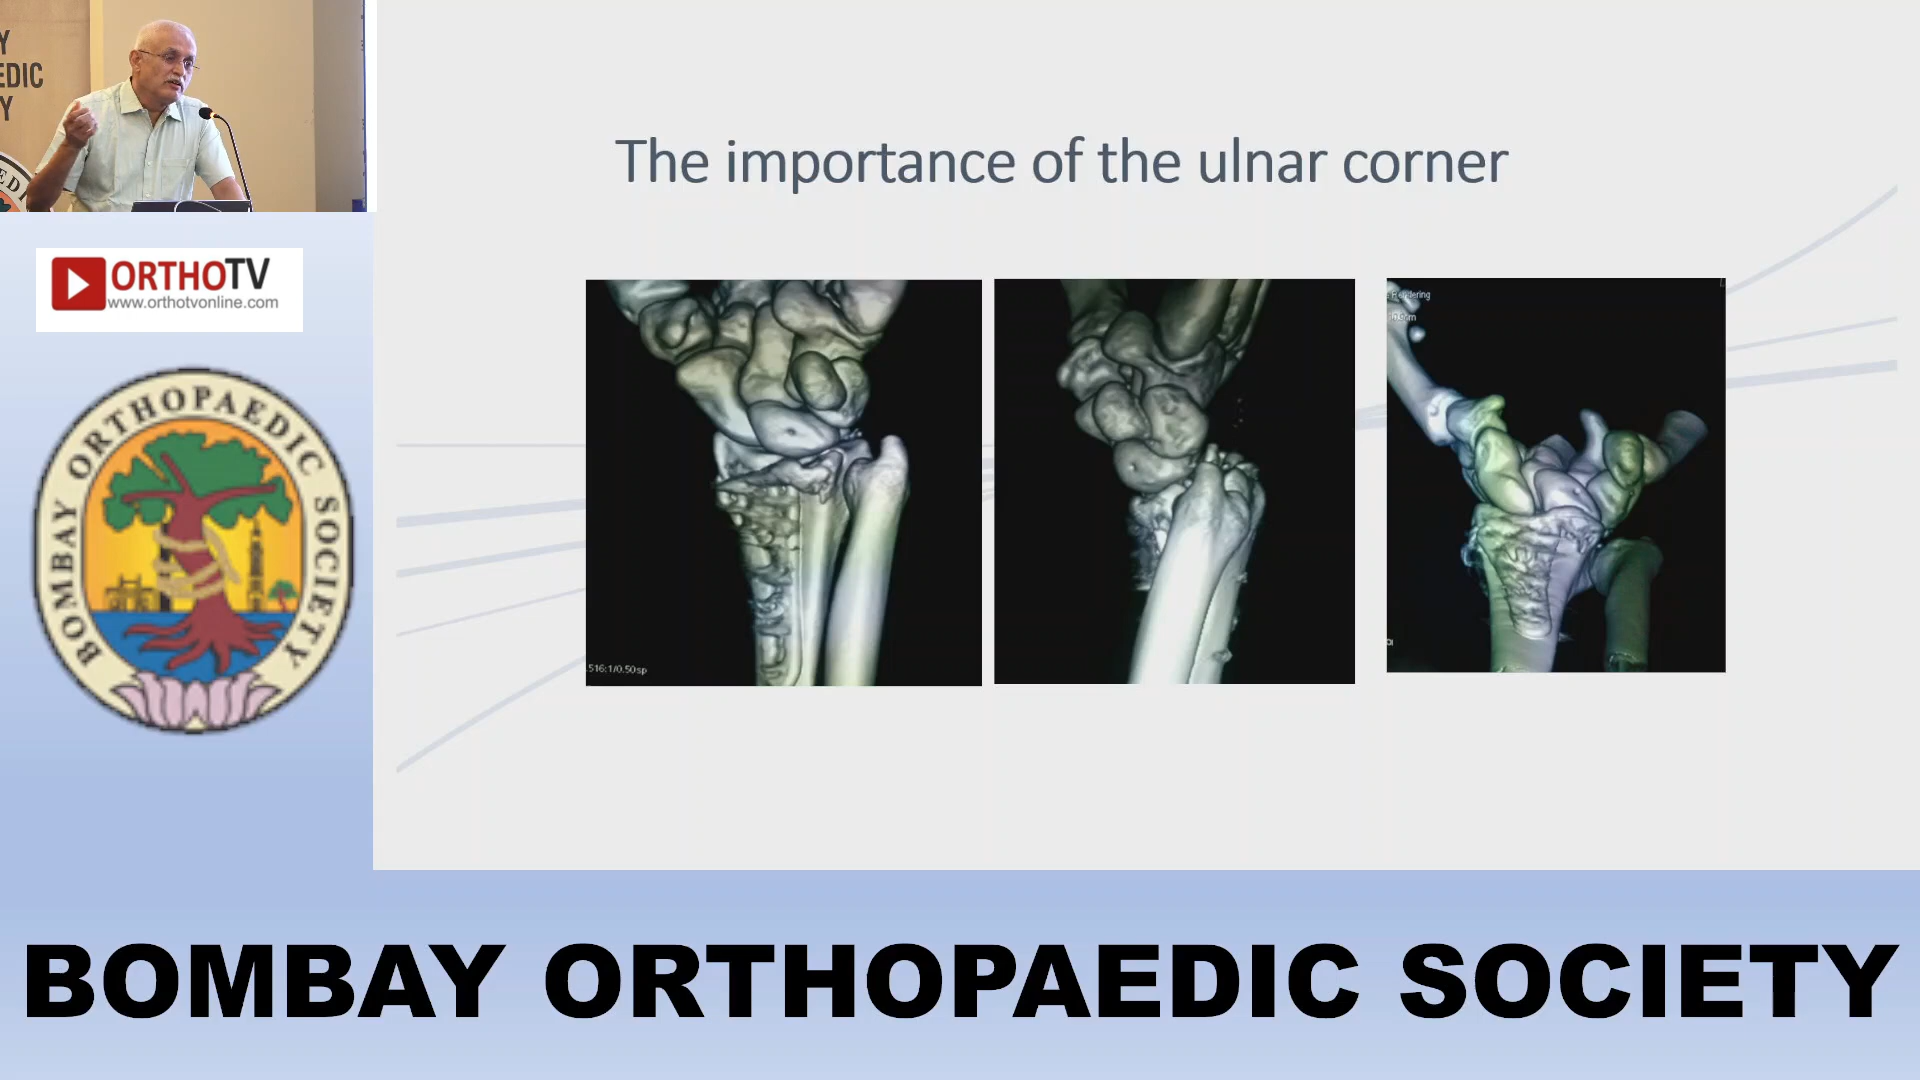 Y
EDIC
Y
EDI
ORTHOTV
www.orthotvonline.com
BOMBAY ORTHOPAEDIC SOCIETY
The importance of the ulnar corner
516:1/0.50sp
BOMBAY ORTHOPAEDIC SOCIETY